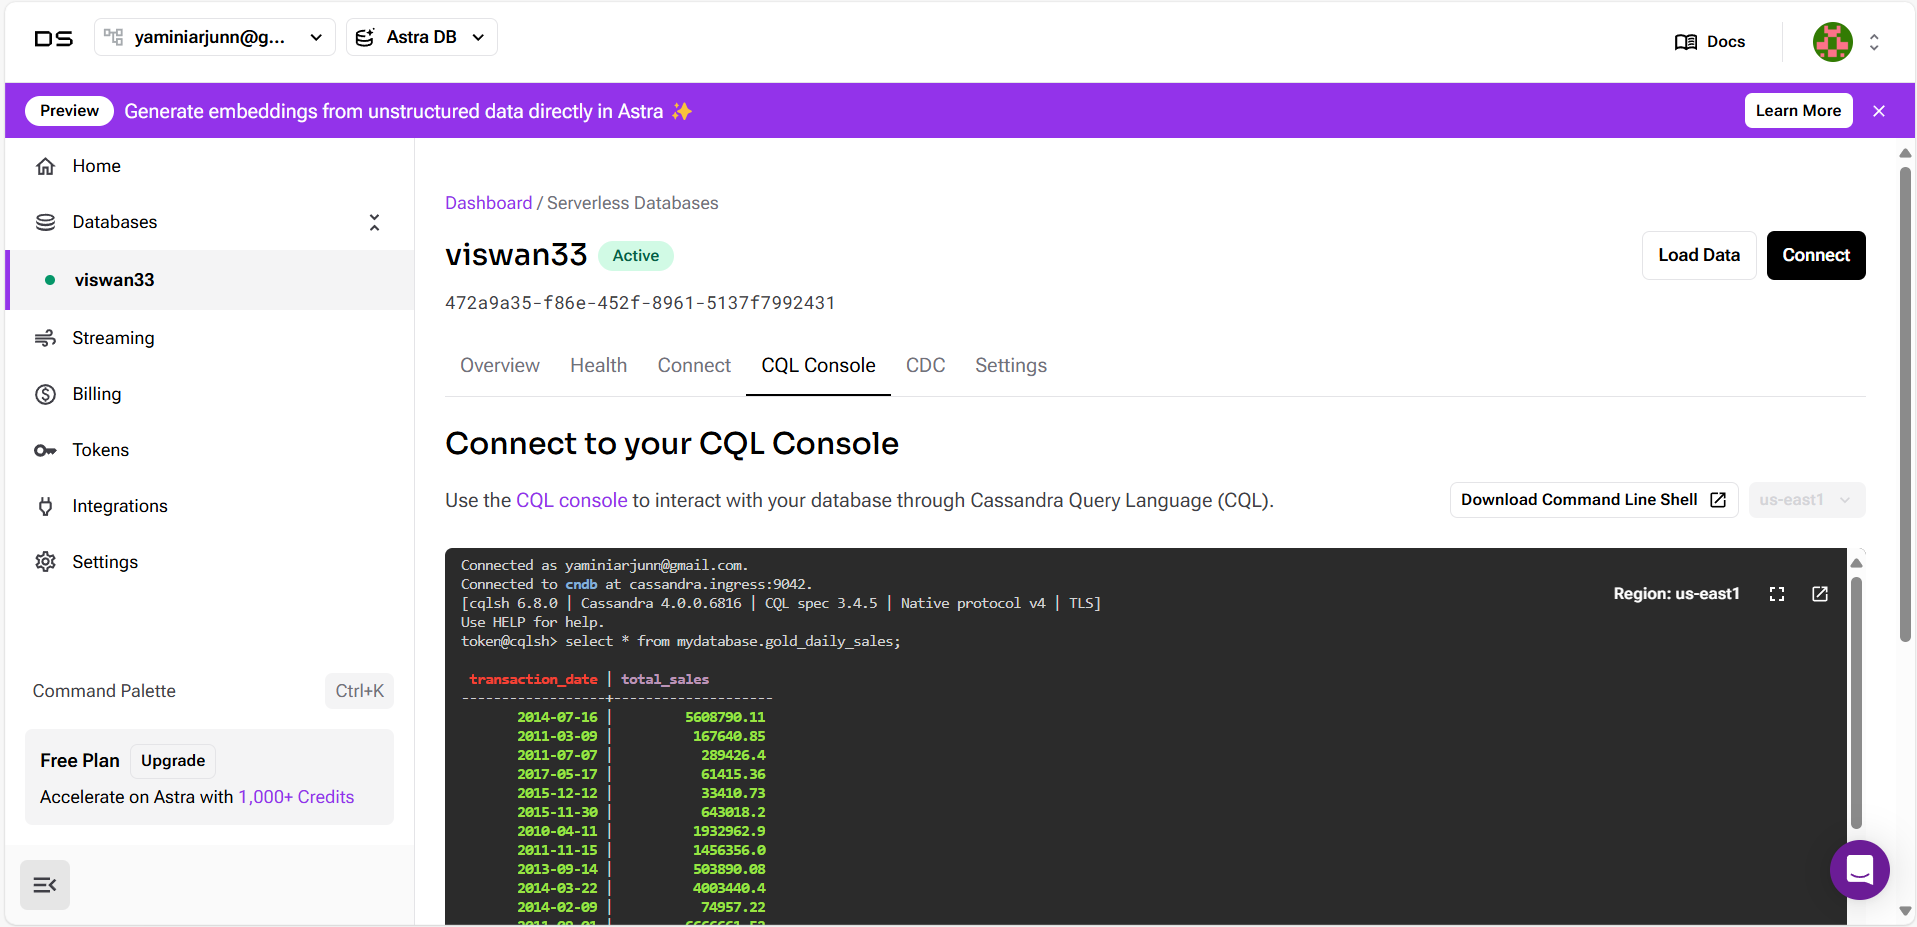 DS
yaminiarjunn@g...
Astra DB
Docs
Preview
Generate embeddings from unstructured data directly in Astra ✨
Learn More
Home
Databases
viswan33
Streaming
Billing
Tokens
Integrations
Settings
Command Palette
Ctrl+K
Free Plan
Upgrade
Accelerate on Astra with 1,000+ Credits
Dashboard / Serverless Databases
viswan33
Active
Load Data
Connect
472a9a35-f86e-452f-8961-5137f7992431
Overview
Health
Connect
CQL Console
CDC
Settings
Connect to your CQL Console
Use the CQL console to interact with your database through Cassandra Query Language (CQL).
Download Command Line Shell
us-east1
Region: us-east1
Connected as yaminiarjunn@gmail.com.
Connected to cndb at cassandra.ingress:9042.
[cqlsh 6.8.0 | Cassandra 4.0.0.6816 | CQL spec 3.4.5 | Native protocol v4 | TLS]
Use HELP for help.
token@cqlsh> select * from mydatabase.gold_daily_sales;
transaction_date | total_sales
------------------+--------------------
2014-07-16 | 5608790.11
2011-03-09 | 167640.85
2011-07-07 | 289426.4
2017-05-17 | 61415.36
2015-12-12 | 33410.73
2015-11-30 | 643018.2
2010-04-11 | 1932962.9
2011-11-15 | 1456356.0
2013-09-14 | 503890.08
2014-03-22 | 4003440.4
2014-02-09 | 74957.22